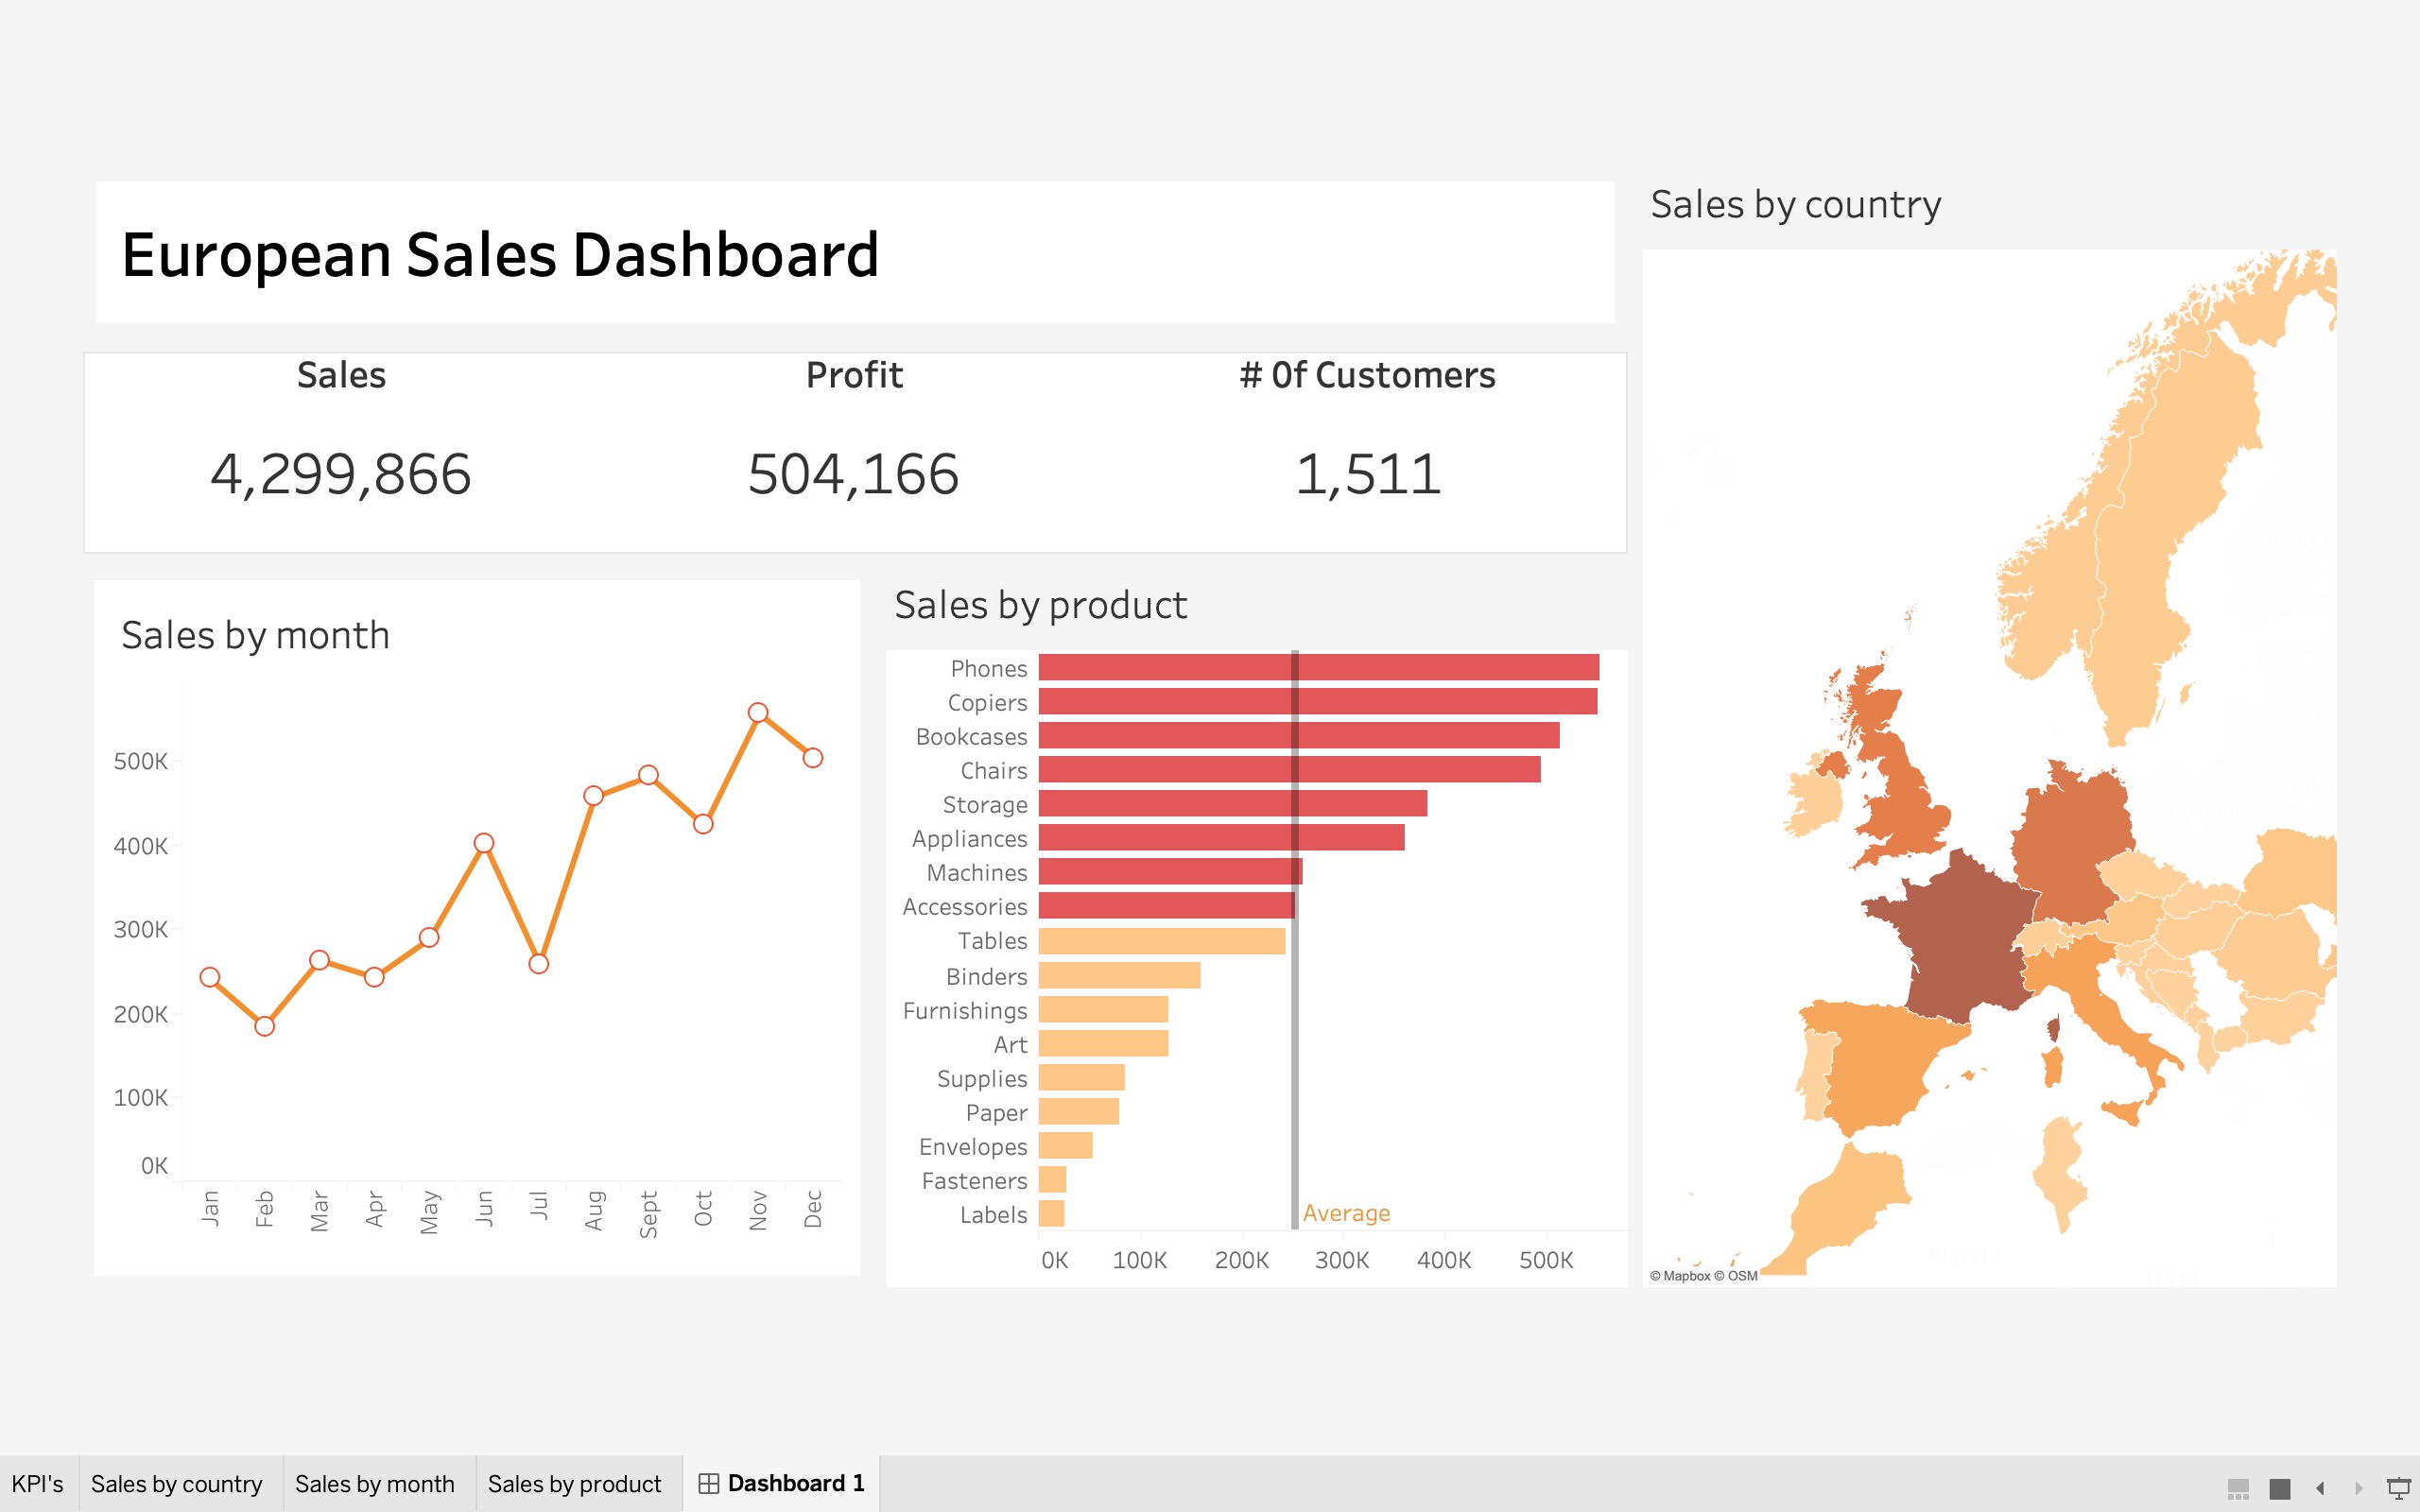 European Sales Dashboard
Sales
Profit
# 0f Customers
4,299,866
504,166
1,511
Sales by month
500K
400K
300K
200K
100K
0K
Jan
Feb
Mar
Apr
May
Jun
Jul
Aug
Sept
Oct
Nov
Dec
Sales by product
Phones
Copiers
Bookcases
Chairs
Storage
Appliances
Machines
Accessories
Tables
Binders
Furnishings
Art
Supplies
Paper
Envelopes
Fasteners
Labels
Average
0K 100K 200K 300K 400K 500K
Sales by country
© Mapbox © OSM
KPI's Sales by country Sales by month Sales by product Dashboard 1